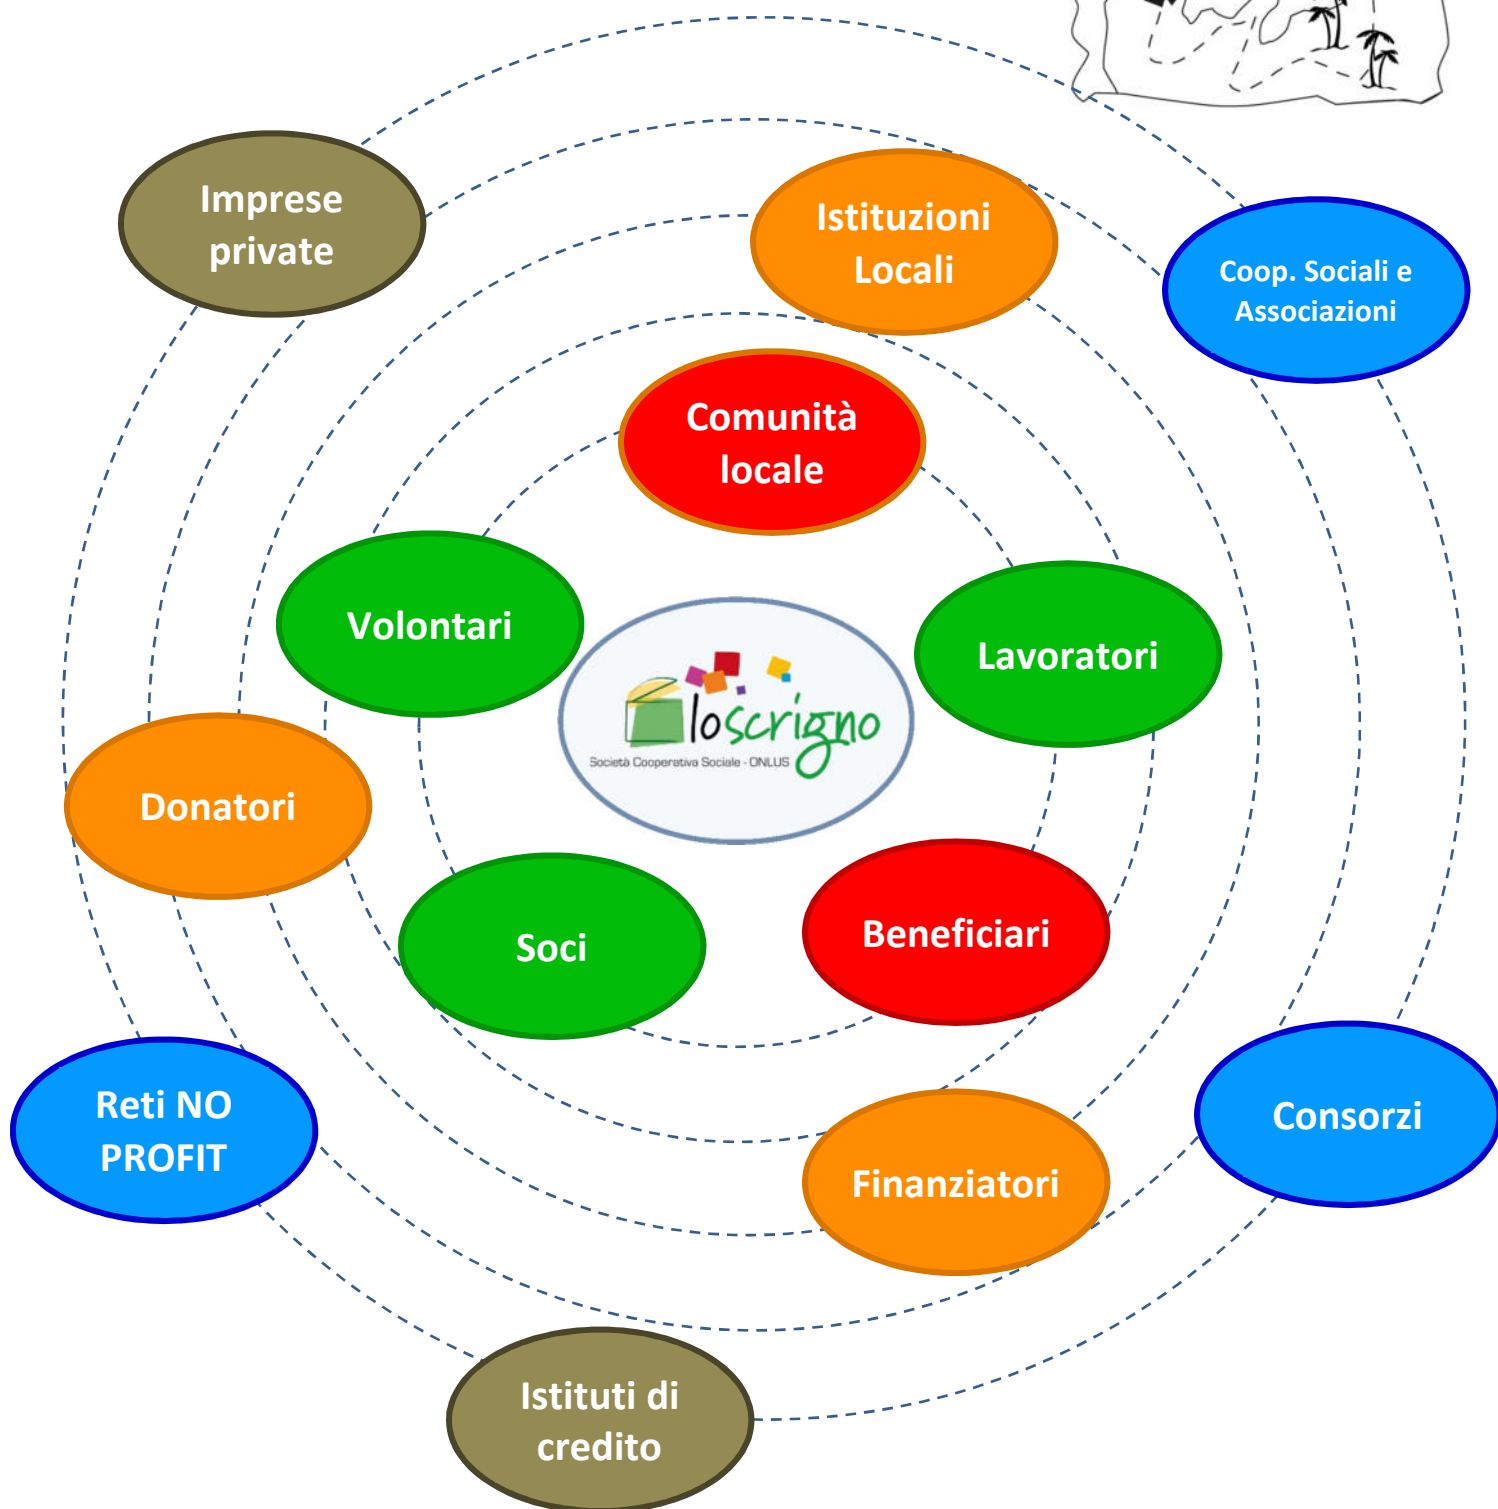 Imprese
private
Istituzioni
Locali
Coop. Sociali e
Associazioni
Comunità
locale
Volontari
Lavoratori
loscrigno
Società Cooperativa Sociale - ONLUS
Donatori
Soci
Beneficiari
Reti NO
PROFIT
Consorzi
Finanziatori
Istituti di
credito